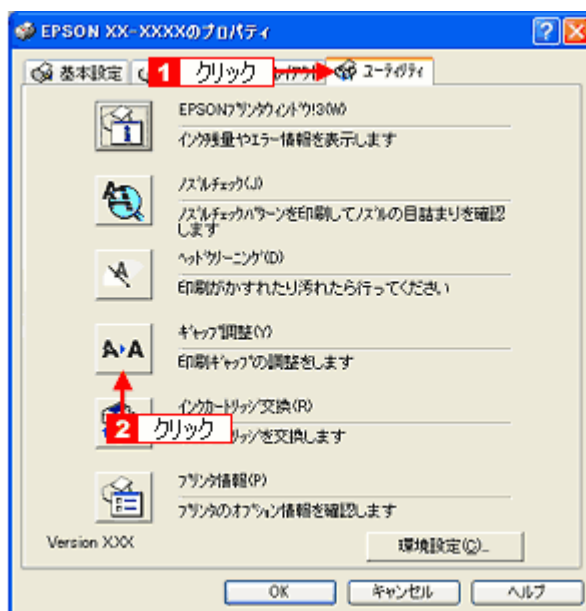 EPSON XX-XXXXのプロパティ
基本設定
1 クリック
レイアウト
ユーティリティ
EPSONプリンタウィンドウ!3(W)
インク残量やエラー情報を表示します
ノズルチェック(J)
ノズルチェックパターンを印刷してノズルの目詰まりを確認
します
ヘッドクリーニング(D)
印刷がかすれたり汚れたら行ってください
A▸A
ギャップ調整(Y)
印刷ギャップの調整をします
インクカートリッジ交換(R)
2 クリック
リッジを交換します
プリンタ情報(P)
プリンタのオプション情報を確認します
Version XXX
環境設定(C)...
OK
キャンセル
ヘルプ